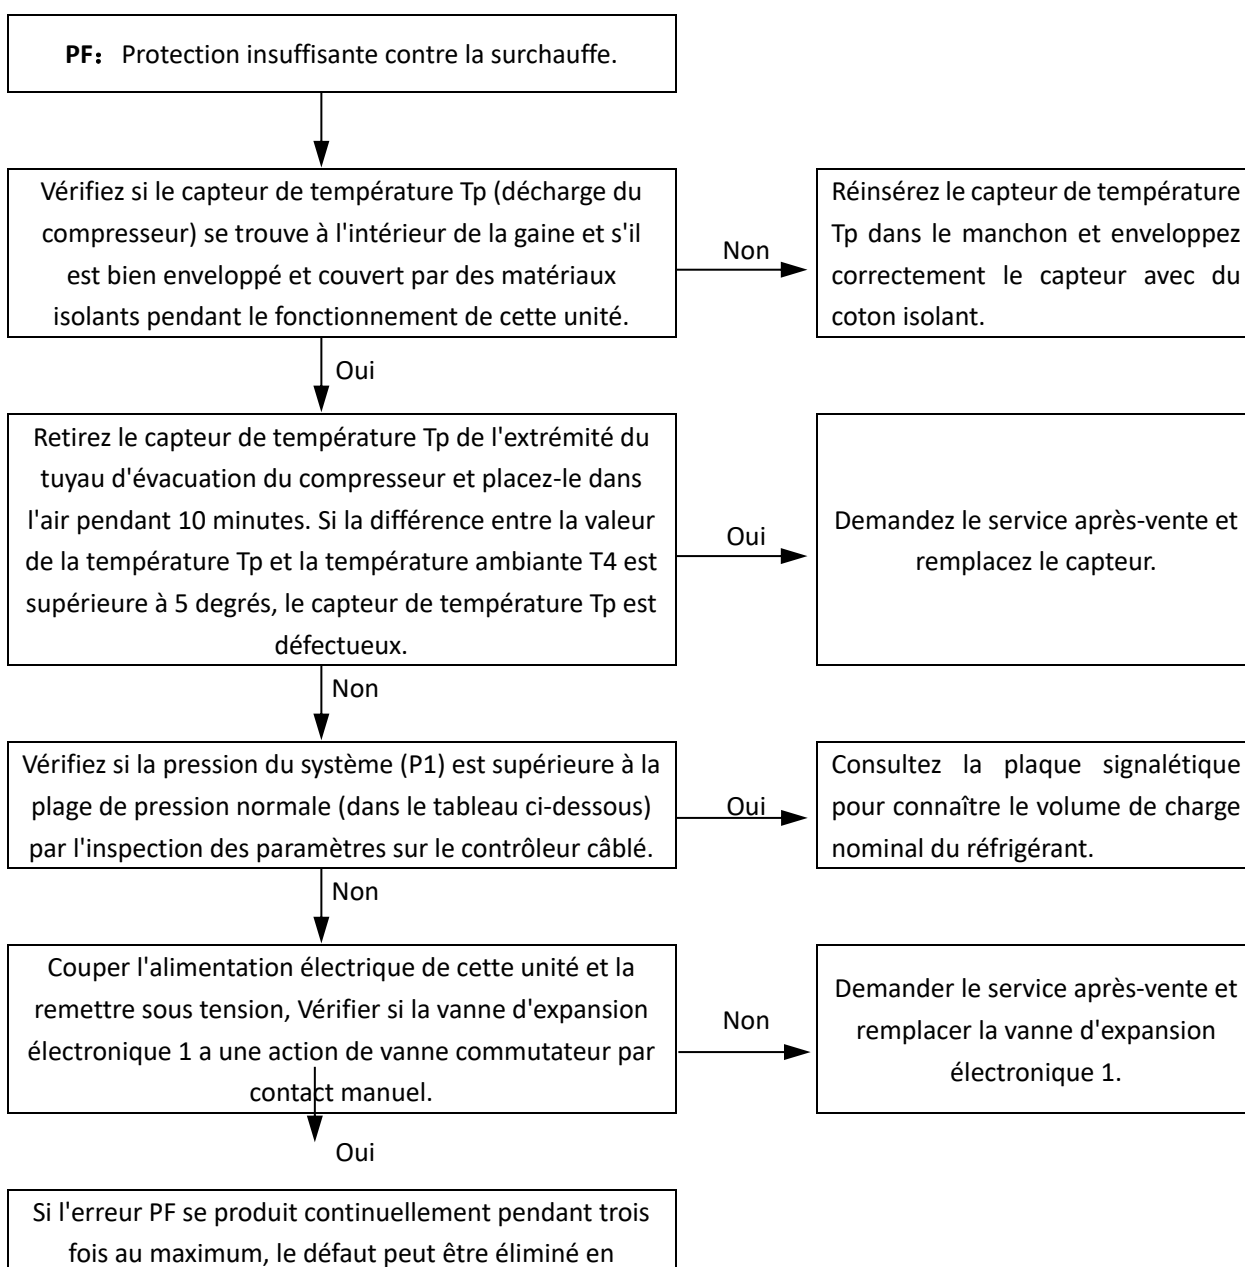 PF： Protection insuffisante contre la surchauffe.
Vérifiez si le capteur de température Tp (décharge du
compresseur) se trouve à l'intérieur de la gaine et s'il
est bien enveloppé et couvert par des matériaux
isolants pendant le fonctionnement de cette unité.
Non
Réinsérez le capteur de température
Tp dans le manchon et enveloppez
correctement le capteur avec du
coton isolant.
Oui
Retirez le capteur de température Tp de l'extrémité du
tuyau d'évacuation du compresseur et placez-le dans
l'air pendant 10 minutes. Si la différence entre la valeur
de la température Tp et la température ambiante T4 est
supérieure à 5 degrés, le capteur de température Tp est
défectueux.
Oui
Demandez le service après-vente et
remplacez le capteur.
Non
Vérifiez si la pression du système (P1) est supérieure à la
plage de pression normale (dans le tableau ci-dessous)
par l'inspection des paramètres sur le contrôleur câblé.
Oui
Consultez la plaque signalétique
pour connaître le volume de charge
nominal du réfrigérant.
Non
Couper l'alimentation électrique de cette unité et la
remettre sous tension, Vérifier si la vanne d'expansion
électronique 1 a une action de vanne commutateur par
contact manuel.
Non
Demander le service après-vente et
remplacer la vanne d'expansion
électronique 1.
Oui
Si l'erreur PF se produit continuellement pendant trois
fois au maximum, le défaut peut être éliminé en